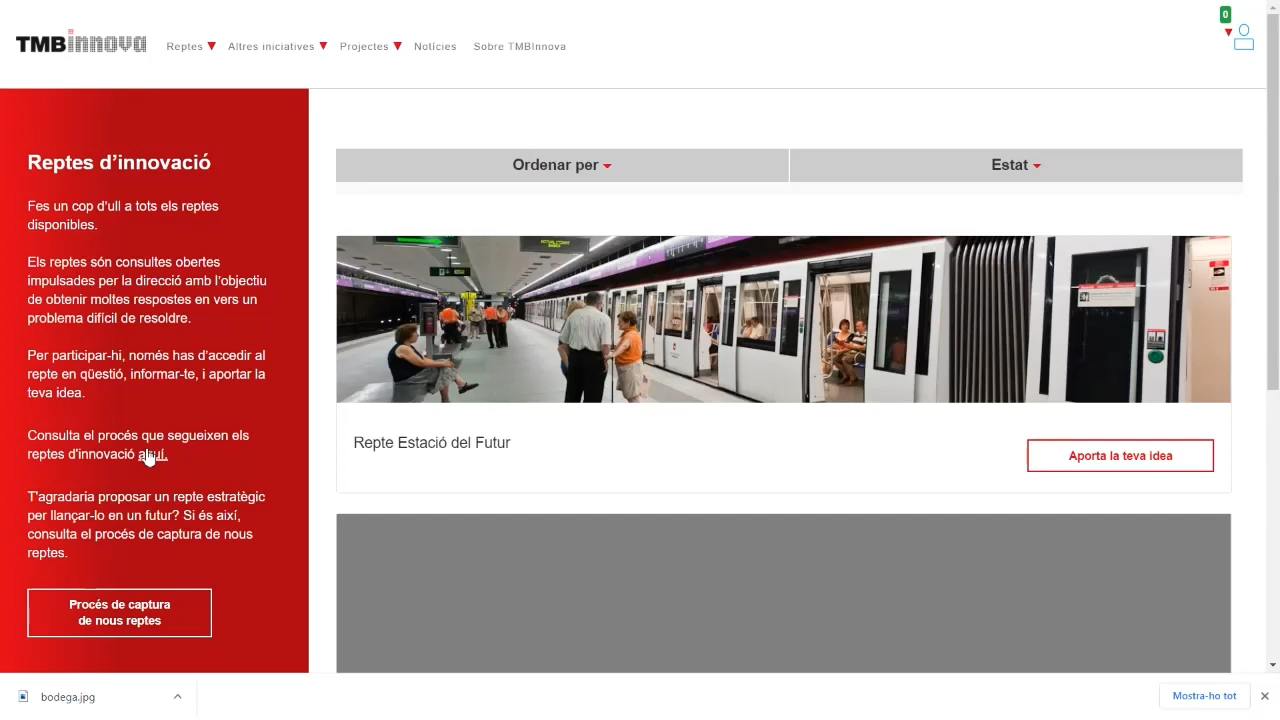 TMBinnova
Reptes
Altres iniciatives
Projectes
Notícies
Sobre TMBInnova
0
Reptes d'innovació
Fes un cop d'ull a tots els reptes
disponibles.
Els reptes són consultes obertes
impulsades per la direcció amb l'objectiu
de obtenir moltes respostes en vers un
problema difícil de resoldre.
Per participar-hi, només has d'accedir al
repte en qüestió, informar-te, i aportar la
teva idea.
Consulta el procés que segueixen els
reptes d'innovació aquí.
T'agradaria proposar un repte estratègic
per llançar-lo en un futur? Si és així,
consulta el procés de captura de nous
reptes.
Procés de captura
de nous reptes
Ordenar per
Estat
Repte Estació del Futur
Aporta la teva idea
bodega.jpg
Mostra-ho tot